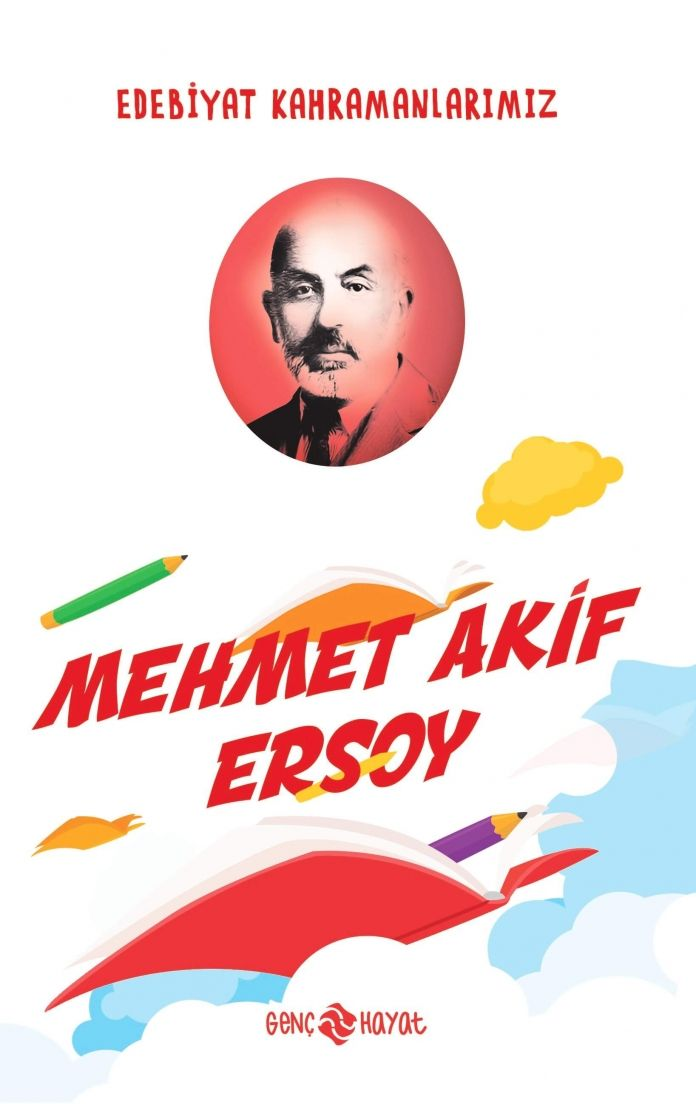 EDEBİYAT KAHRAMANLARIMIZ
MEHMET AKİF
ERSOY
GENÇ HAYAT